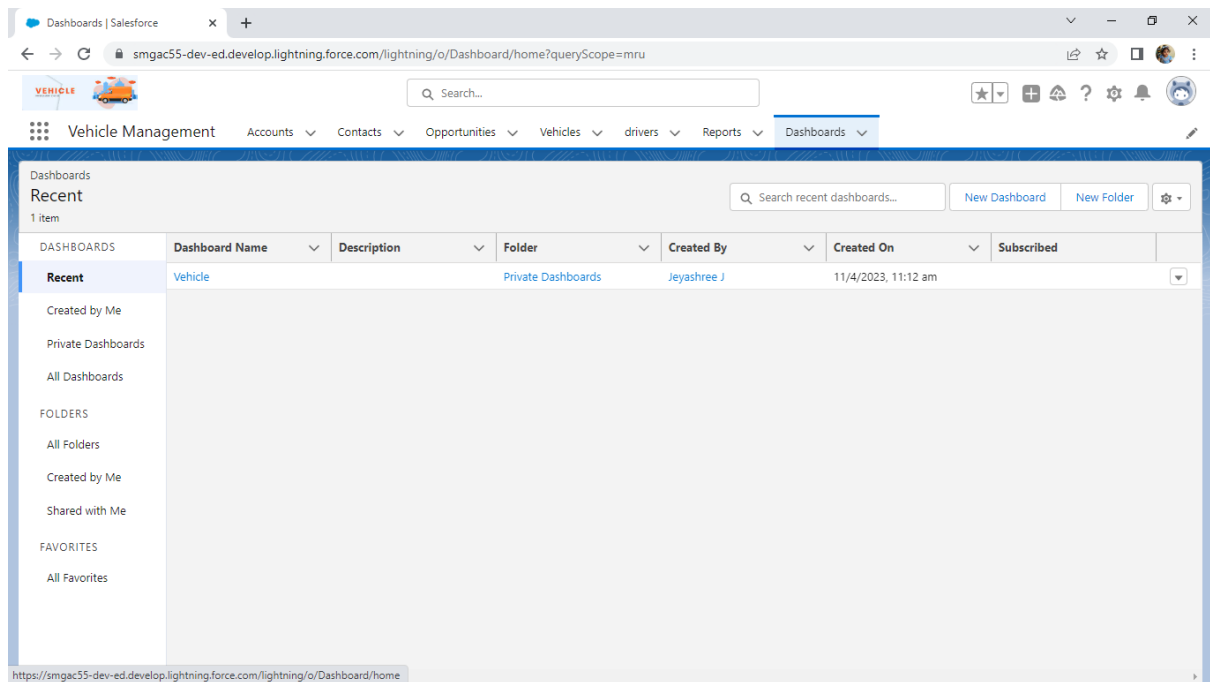 Dashboards | Salesforce
smgac55-dev-ed.develop.lightning.force.com/lightning/o/Dashboard/home?queryScope=mru
VEHICLE
Search...
Vehicle Management Accounts Contacts Opportunities Vehicles drivers Reports Dashboards
Dashboards
Recent
1 item
Search recent dashboards...
New Dashboard
New Folder
DASHBOARDS
Dashboard Name Description Folder Created By Created On Subscribed
Recent
Vehicle Private Dashboards Jeyashree J 11/4/2023, 11:12 am
Created by Me
Private Dashboards
All Dashboards
FOLDERS
All Folders
Created by Me
Shared with Me
FAVORITES
All Favorites
https://smgac55-dev-ed.develop.lightning.force.com/lightning/o/Dashboard/home